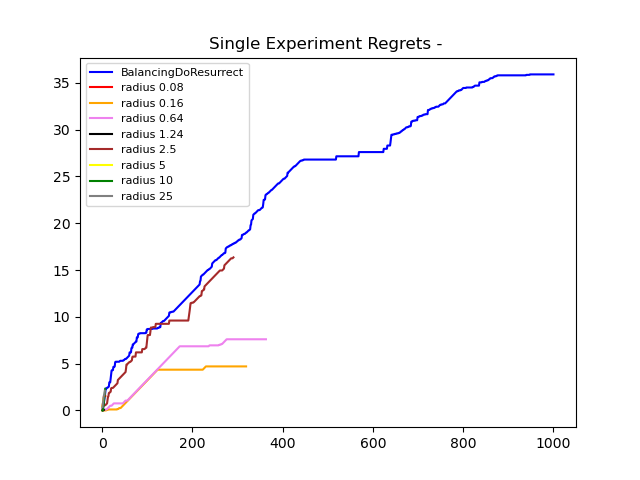 Single Experiment Regrets -
BalancingDoResurrect
radius 0.08
radius 0.16
radius 0.64
radius 1.24
radius 2.5
radius 5
radius 10
radius 25
35
30
25
20
15
10
5
0
0 200 400 600 800 1000